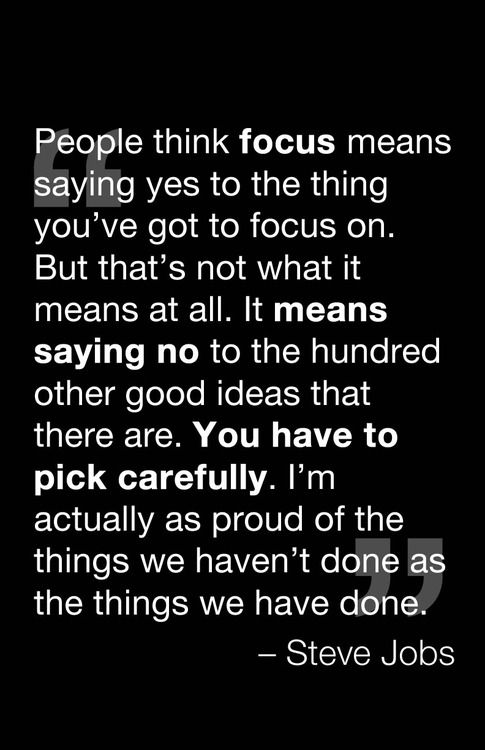 People think focus means
saying yes to the thing
you’ve got to focus on.
But that’s not what it
means at all. It means
saying no to the hundred
other good ideas that
there are. You have to
pick carefully. I’m
actually as proud of the
things we haven’t done as
the things we have done.
– Steve Jobs